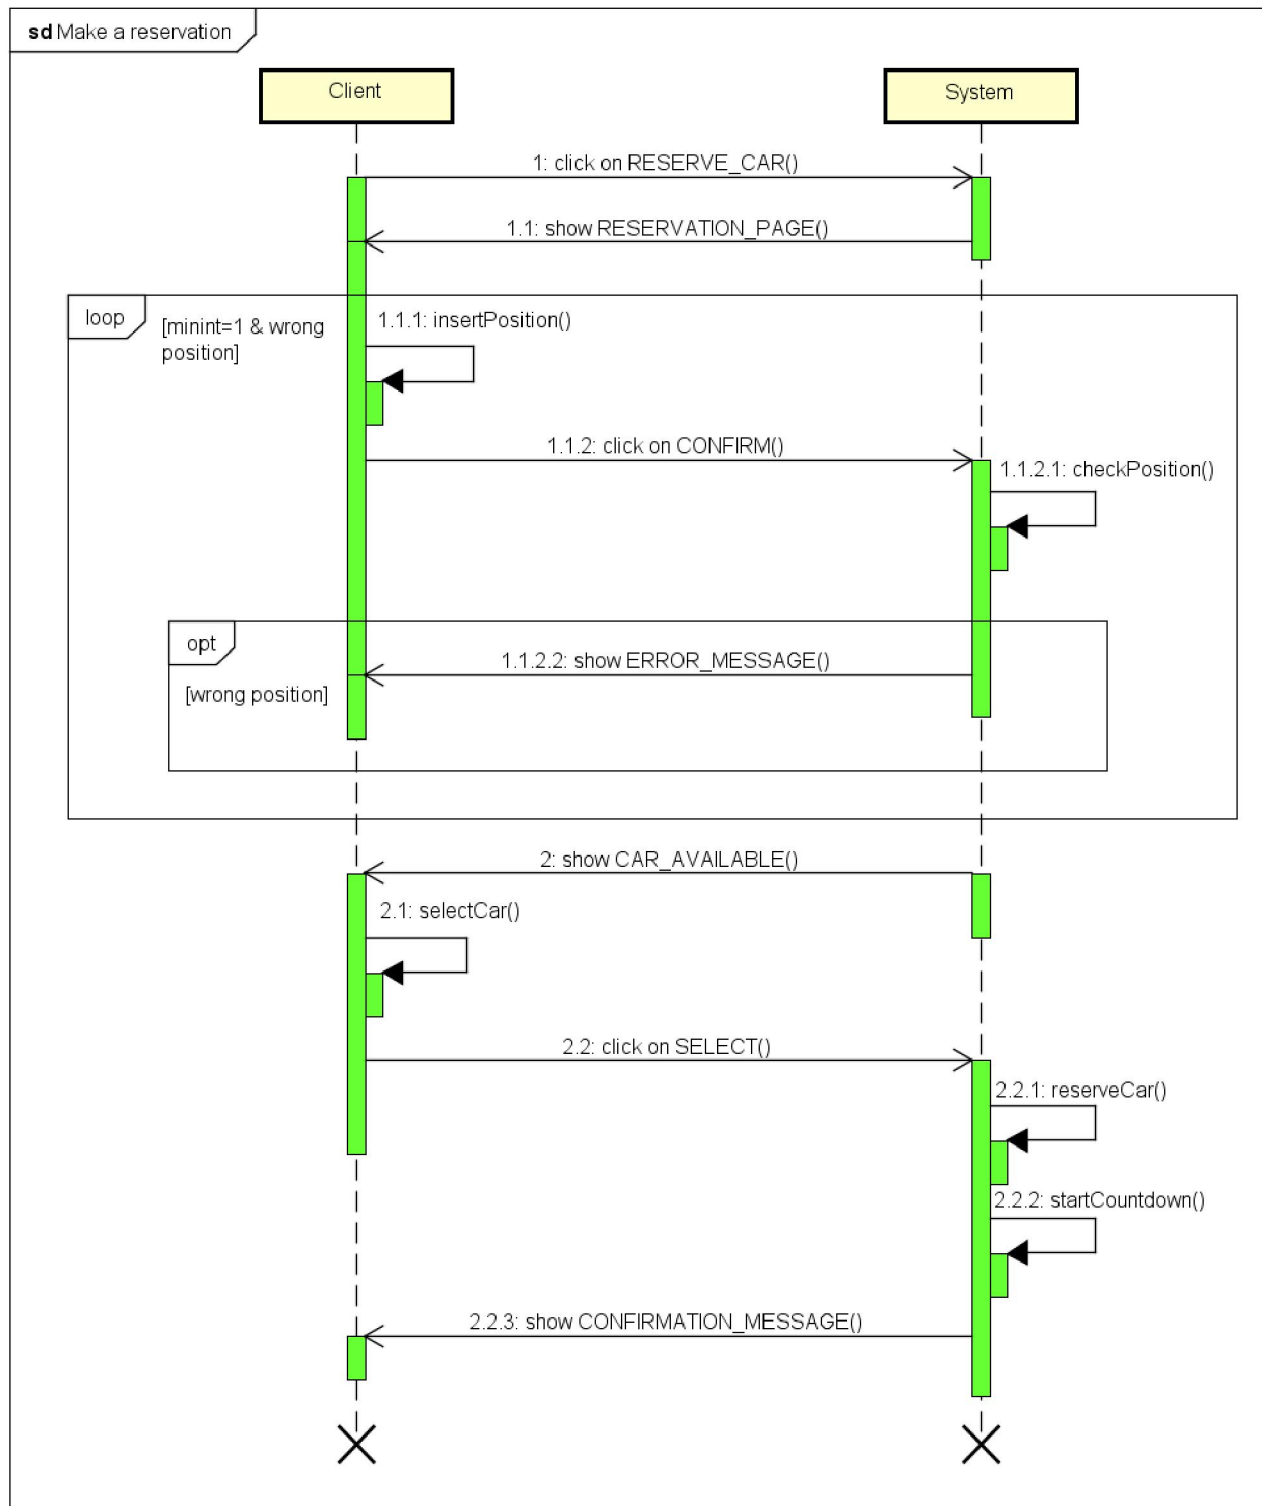 sd Make a reservation
Client
System
1: click on RESERVE_CAR()
1.1: show RESERVATION_PAGE()
loop
[minint=1 & wrong
position]
1.1.1: insertPosition()
1.1.2: click on CONFIRM()
1.1.2.1: checkPosition()
opt
1.1.2.2: show ERROR_MESSAGE()
[wrong position]
2: show CAR_AVAILABLE()
2.1: selectCar()
2.2: click on SELECT()
2.2.1: reserveCar()
2.2.2: startCountdown()
2.2.3: show CONFIRMATION_MESSAGE()